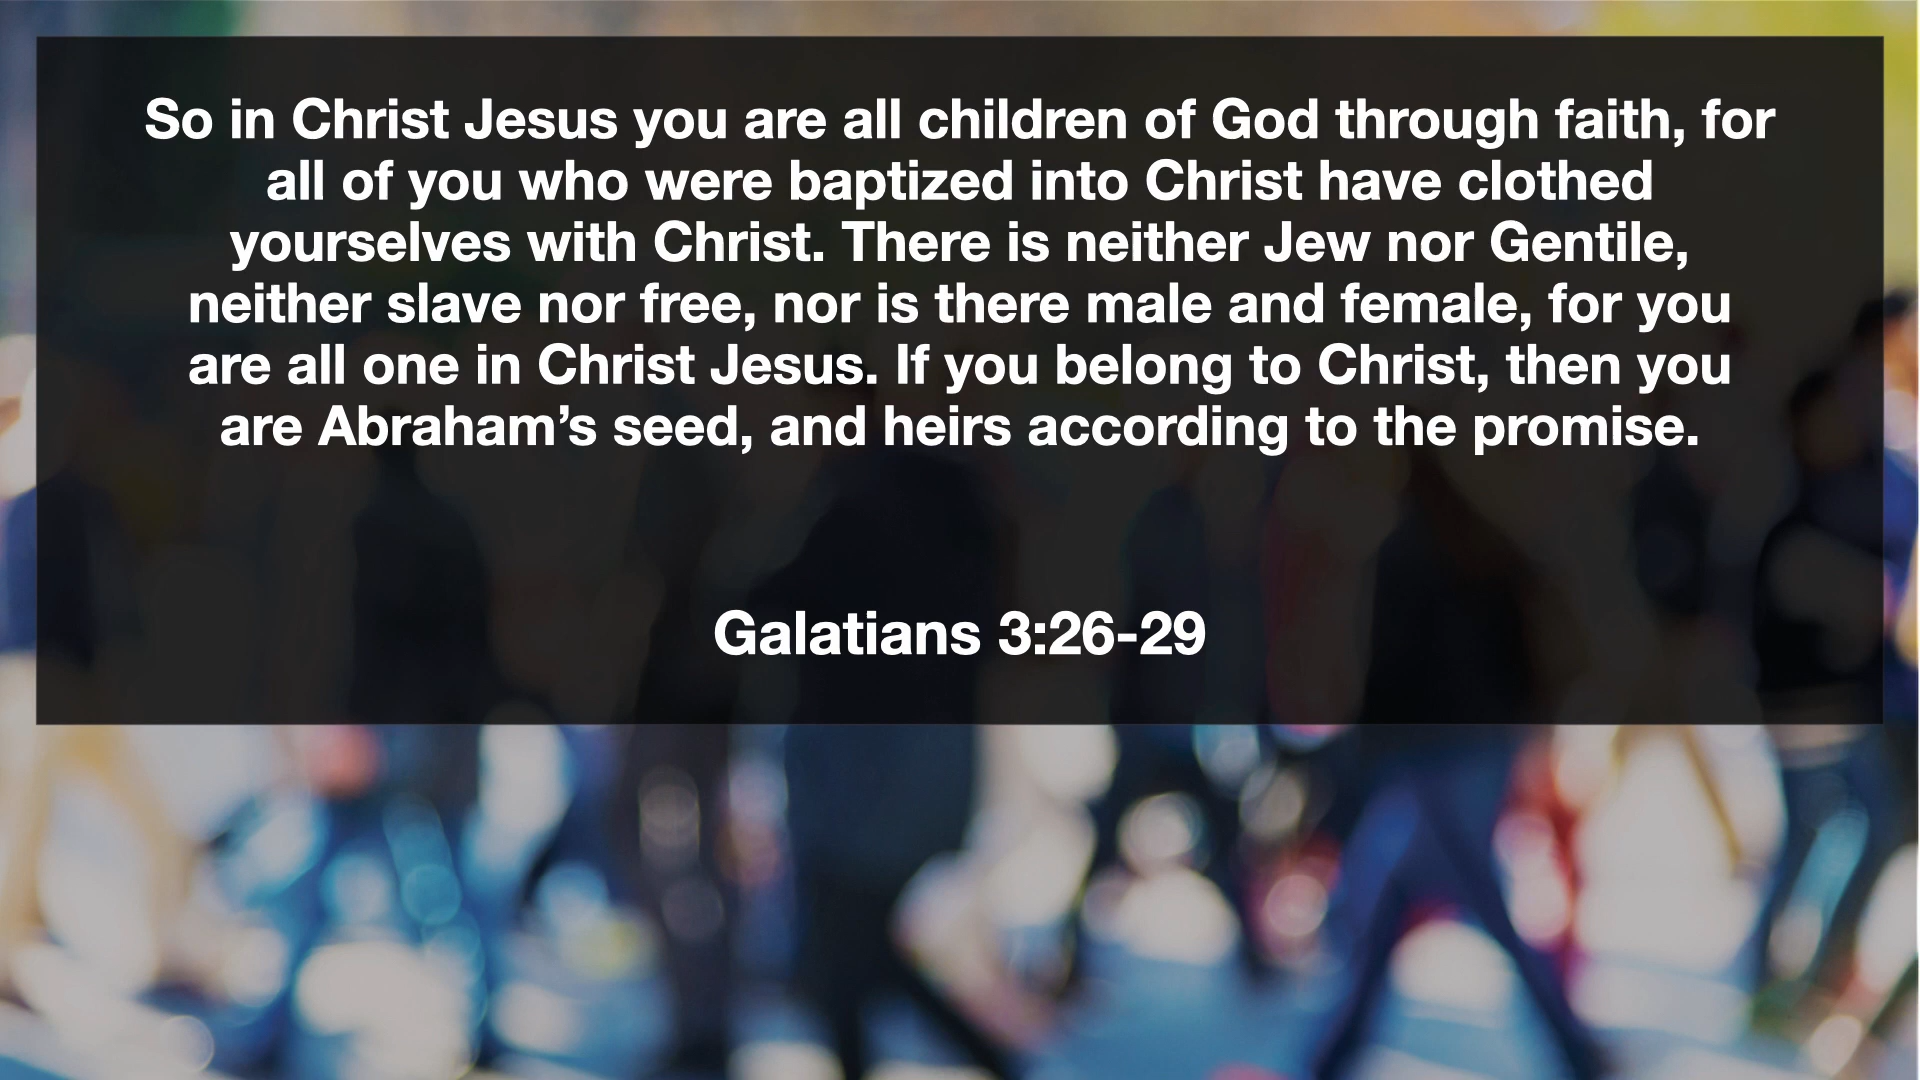 So in Christ Jesus you are all children of God through faith, for
all of you who were baptized into Christ have clothed
yourselves with Christ. There is neither Jew nor Gentile,
neither slave nor free, nor is there male and female, for you
are all one in Christ Jesus. If you belong to Christ, then you
are Abraham’s seed, and heirs according to the promise.
Galatians 3:26-29